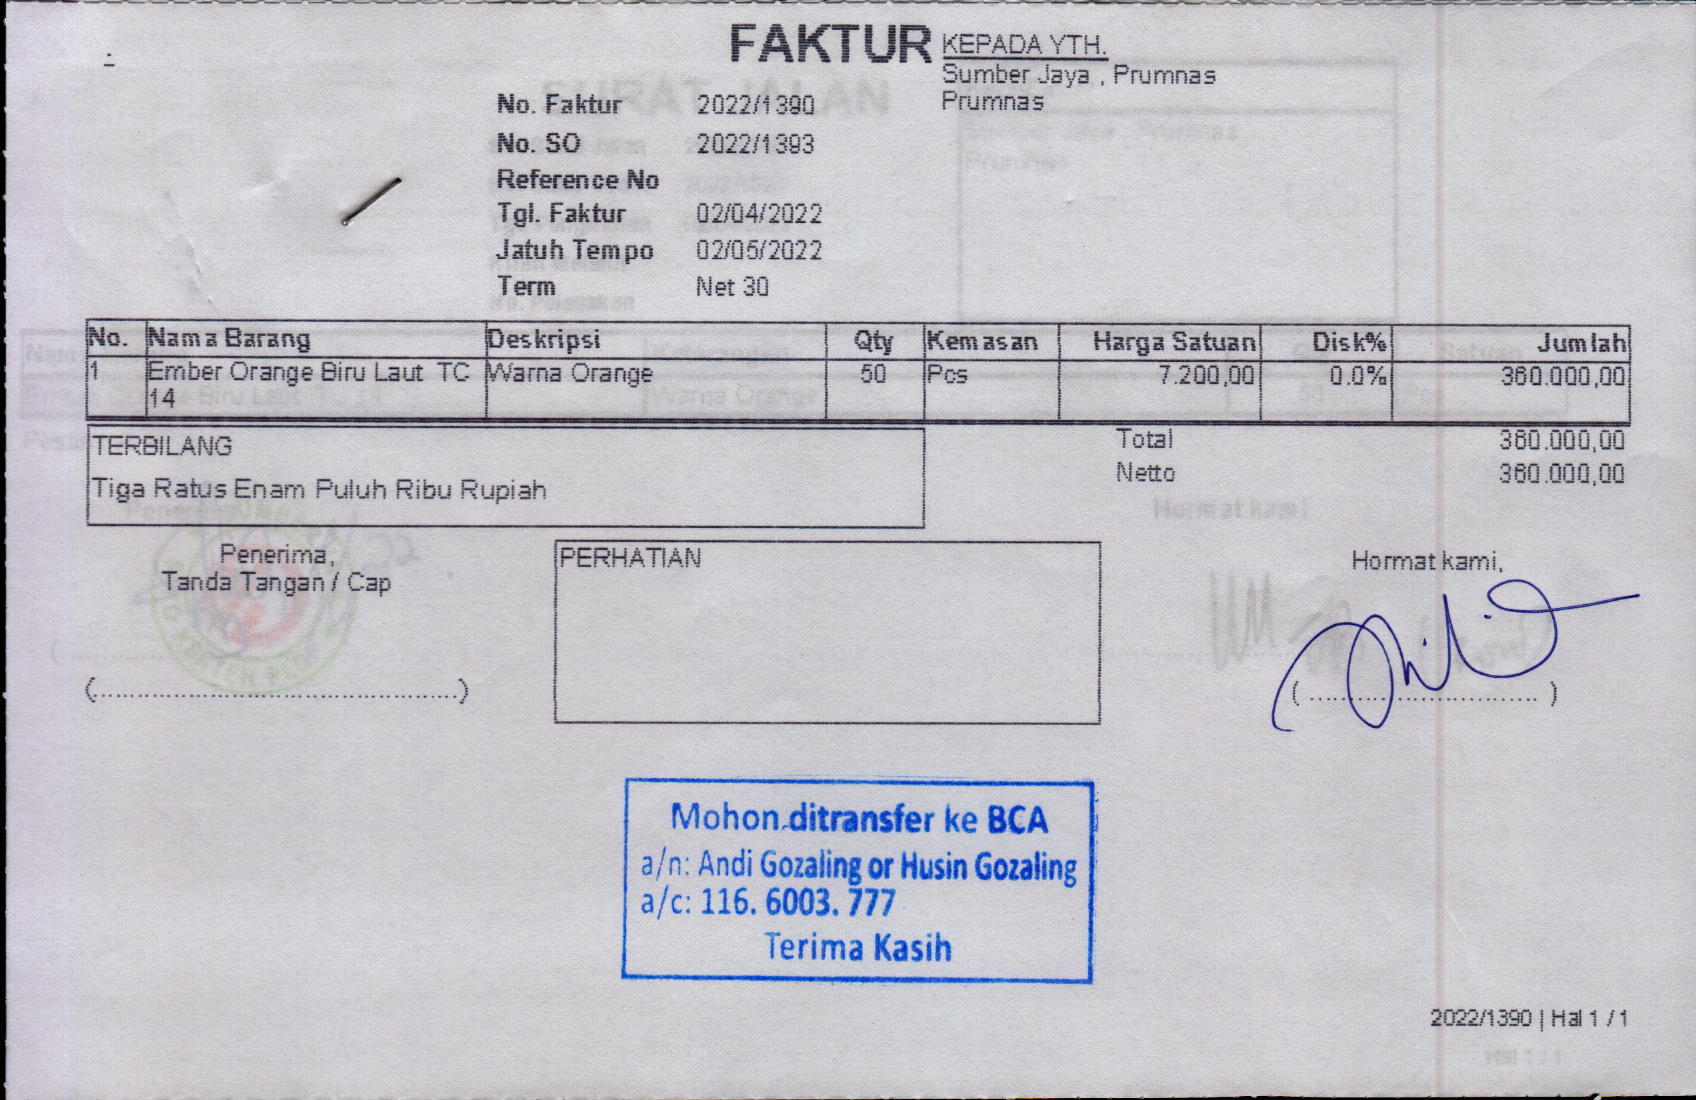 FAKTUR
KEPADA YTH.
Sumber Jaya , Prumnas
Prumnas
No. Faktur 2022/1390
No. SO 2022/1393
Reference No
Tgl. Faktur 02/04/2022
Jatuh Tempo 02/05/2022
Term Net 30
No. Nama Barang Deskripsi Qty Kemasan Harga Satuan Disk% Jumlah
1 Ember Orange Biru Laut TC Warna Orange 50 Pcs 7.200,00 0.0% 360.000,00
14
TERBILANG
Tiga Ratus Enam Puluh Ribu Rupiah
Total 360.000,00
Netto 360.000,00
Penerima,
Tanda Tangan / Cap
(................................................)
PERHATIAN
Hormat kami,
( ............................... )
Mohon ditransfer ke BCA
a/n: Andi Gozaling or Husin Gozaling
a/c: 116. 6003. 777
Terima Kasih
2022/1390 | Hal 1 / 1